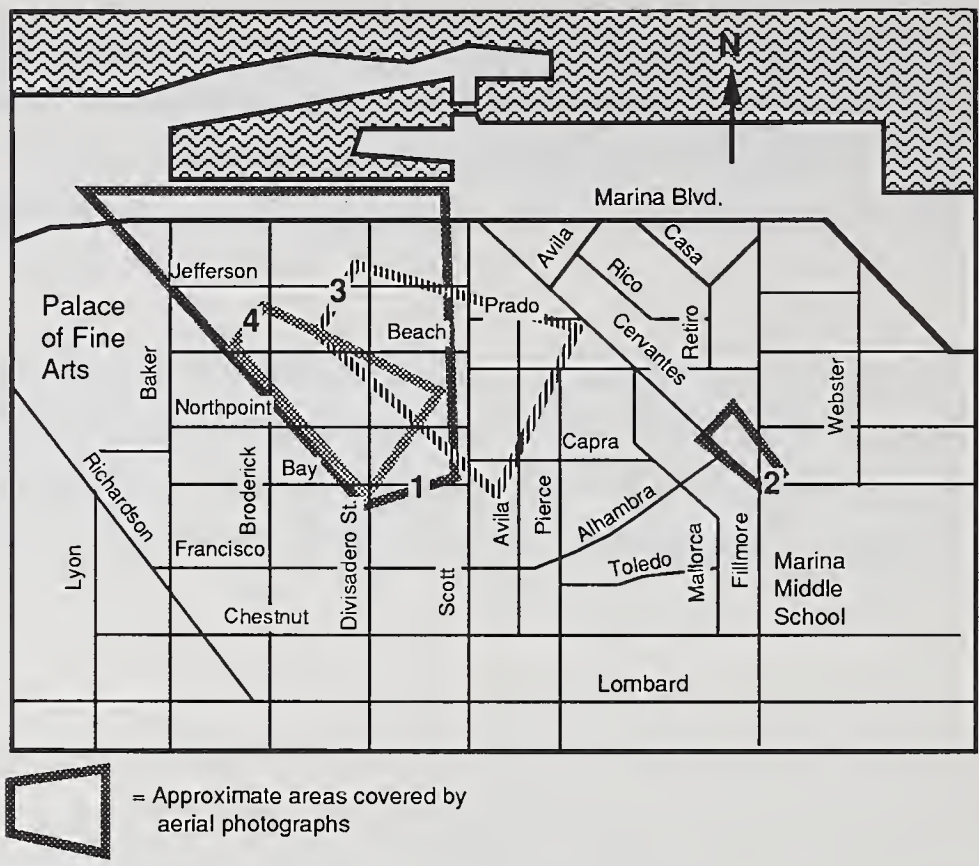 N
Marina Blvd.
Casa
Avila
Rico
Jefferson
3
Prado
Palace
of Fine
Arts
4
Beach
Cervantes
Retiro
Baker
Webster
Northpoint
Capra
Richardson
Broderick
Bay
1
2
Divisadero St.
Avila
Pierce
Alhambra
Francisco
Lyon
Scott
Toledo
Mallorca
Fillmore
Marina
Middle
School
Chestnut
Lombard
= Approximate areas covered by
aerial photographs